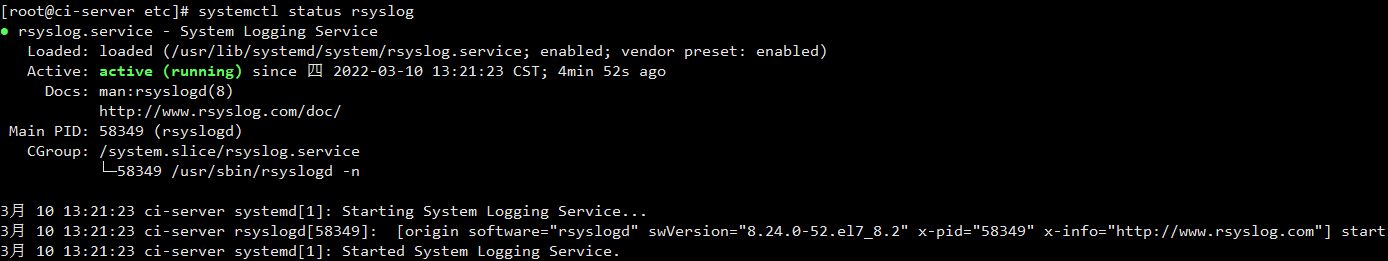 [root@ci-server etc]# systemctl status rsyslog
● rsyslog.service - System Logging Service
   Loaded: loaded (/usr/lib/systemd/system/rsyslog.service; enabled; vendor preset: enabled)
   Active: active (running) since 四 2022-03-10 13:21:23 CST; 4min 52s ago
     Docs: man:rsyslogd(8)
           http://www.rsyslog.com/doc/
 Main PID: 58349 (rsyslogd)
   CGroup: /system.slice/rsyslog.service
           └─58349 /usr/sbin/rsyslogd -n

3月 10 13:21:23 ci-server systemd[1]: Starting System Logging Service...
3月 10 13:21:23 ci-server rsyslogd[58349]:  [origin software="rsyslogd" swVersion="8.24.0-52.el7_8.2" x-pid="58349" x-info="http://www.rsyslog.com"] start
3月 10 13:21:23 ci-server systemd[1]: Started System Logging Service.